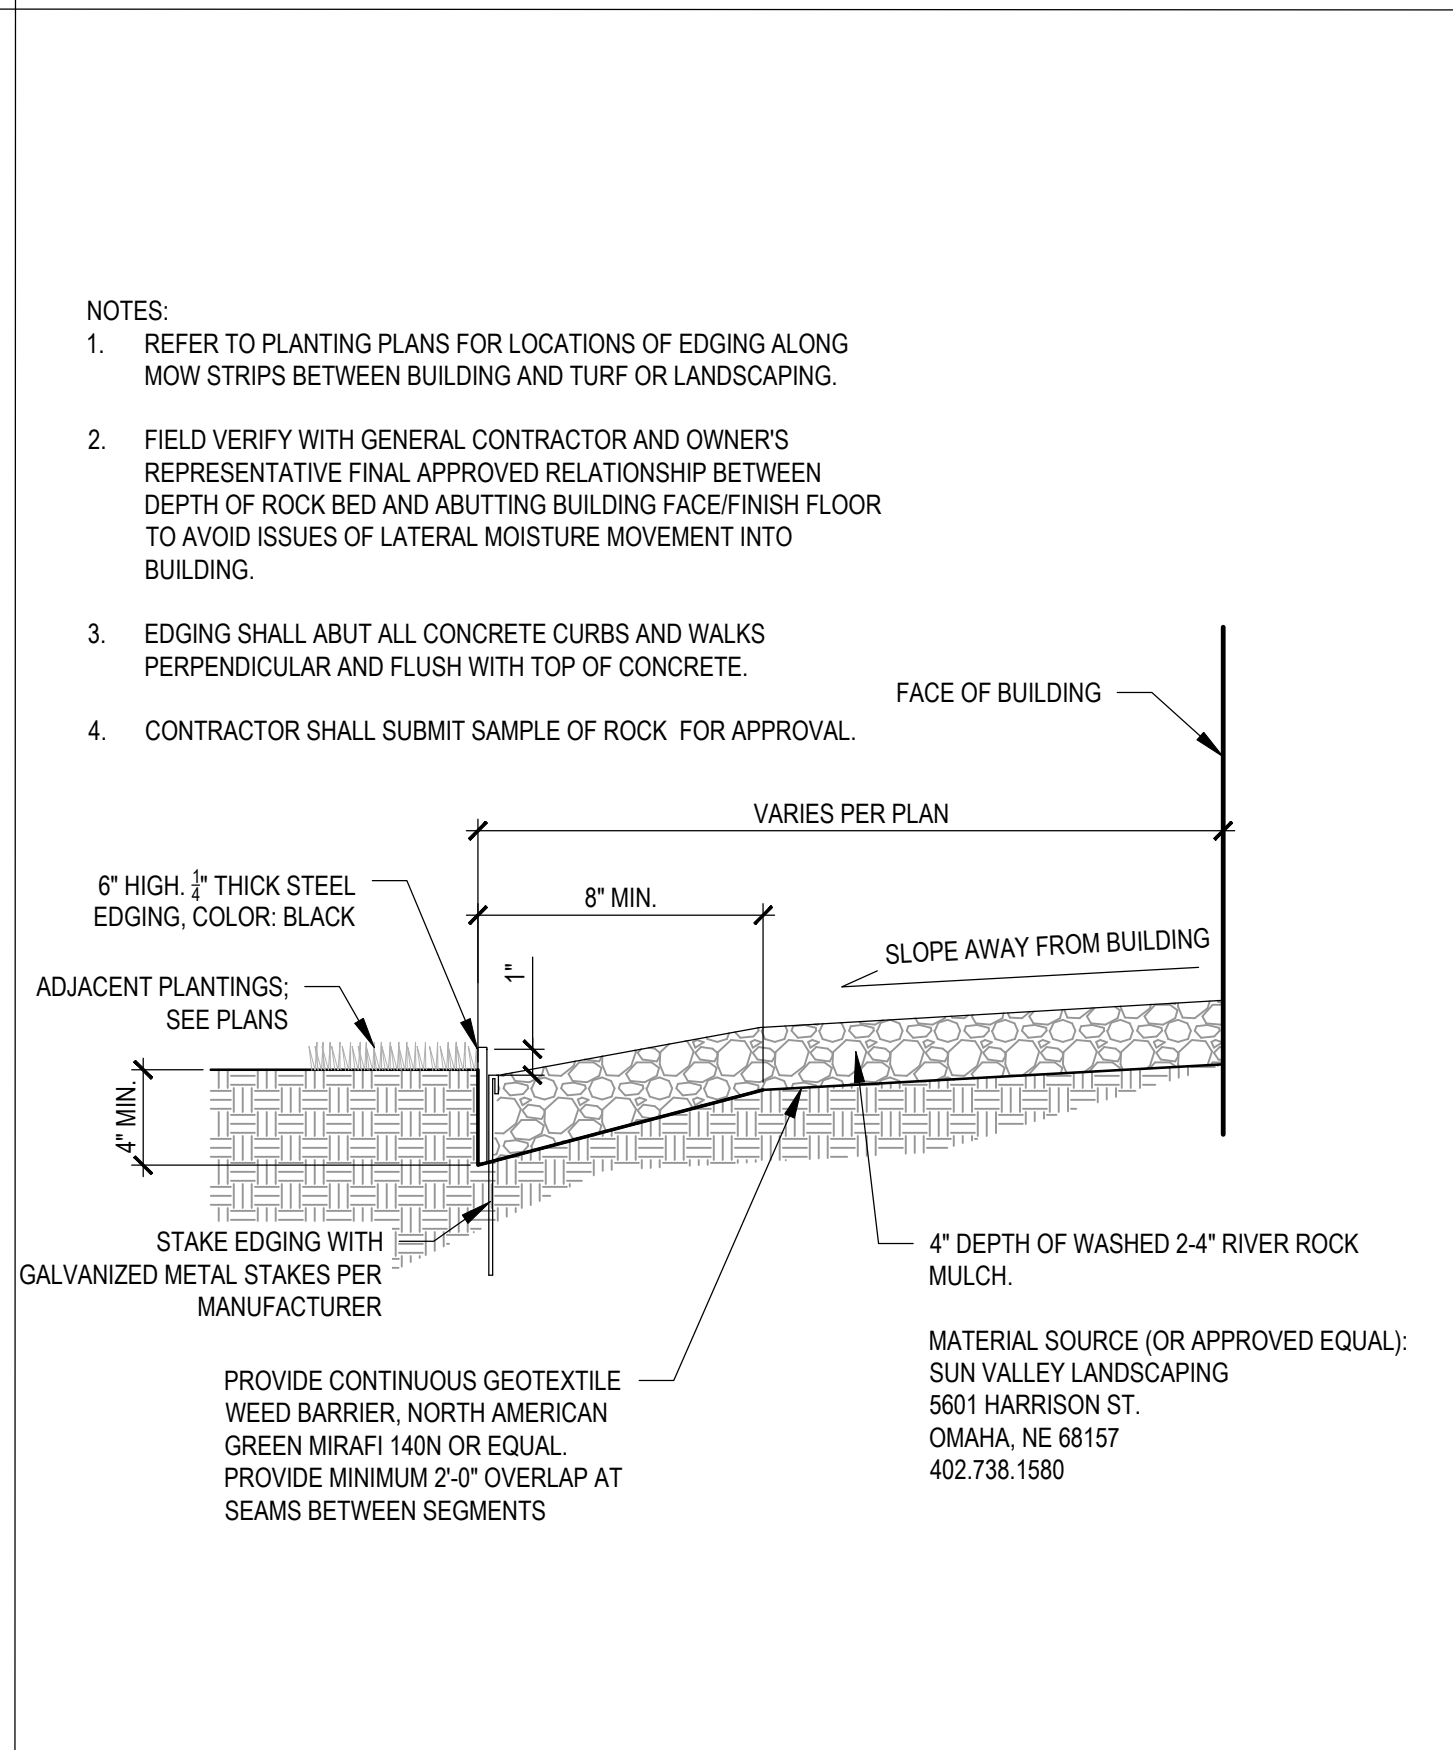 NOTES:
1. REFER TO PLANTING PLANS FOR LOCATIONS OF EDGING ALONG
MOW STRIPS BETWEEN BUILDING AND TURF OR LANDSCAPING.
2. FIELD VERIFY WITH GENERAL CONTRACTOR AND OWNER'S
REPRESENTATIVE FINAL APPROVED RELATIONSHIP BETWEEN
DEPTH OF ROCK BED AND ABUTTING BUILDING FACE/FINISH FLOOR
TO AVOID ISSUES OF LATERAL MOISTURE MOVEMENT INTO
BUILDING.
3. EDGING SHALL ABUT ALL CONCRETE CURBS AND WALKS
PERPENDICULAR AND FLUSH WITH TOP OF CONCRETE.
4. CONTRACTOR SHALL SUBMIT SAMPLE OF ROCK FOR APPROVAL.
FACE OF BUILDING
VARIES PER PLAN
6" HIGH. 1/4" THICK STEEL
EDGING, COLOR: BLACK
8" MIN.
SLOPE AWAY FROM BUILDING
1"
ADJACENT PLANTINGS;
SEE PLANS
4" MIN.
STAKE EDGING WITH
GALVANIZED METAL STAKES PER
MANUFACTURER
4" DEPTH OF WASHED 2-4" RIVER ROCK
MULCH.
MATERIAL SOURCE (OR APPROVED EQUAL):
SUN VALLEY LANDSCAPING
5601 HARRISON ST.
OMAHA, NE 68157
402.738.1580
PROVIDE CONTINUOUS GEOTEXTILE
WEED BARRIER, NORTH AMERICAN
GREEN MIRAFI 140N OR EQUAL.
PROVIDE MINIMUM 2'-0" OVERLAP AT
SEAMS BETWEEN SEGMENTS